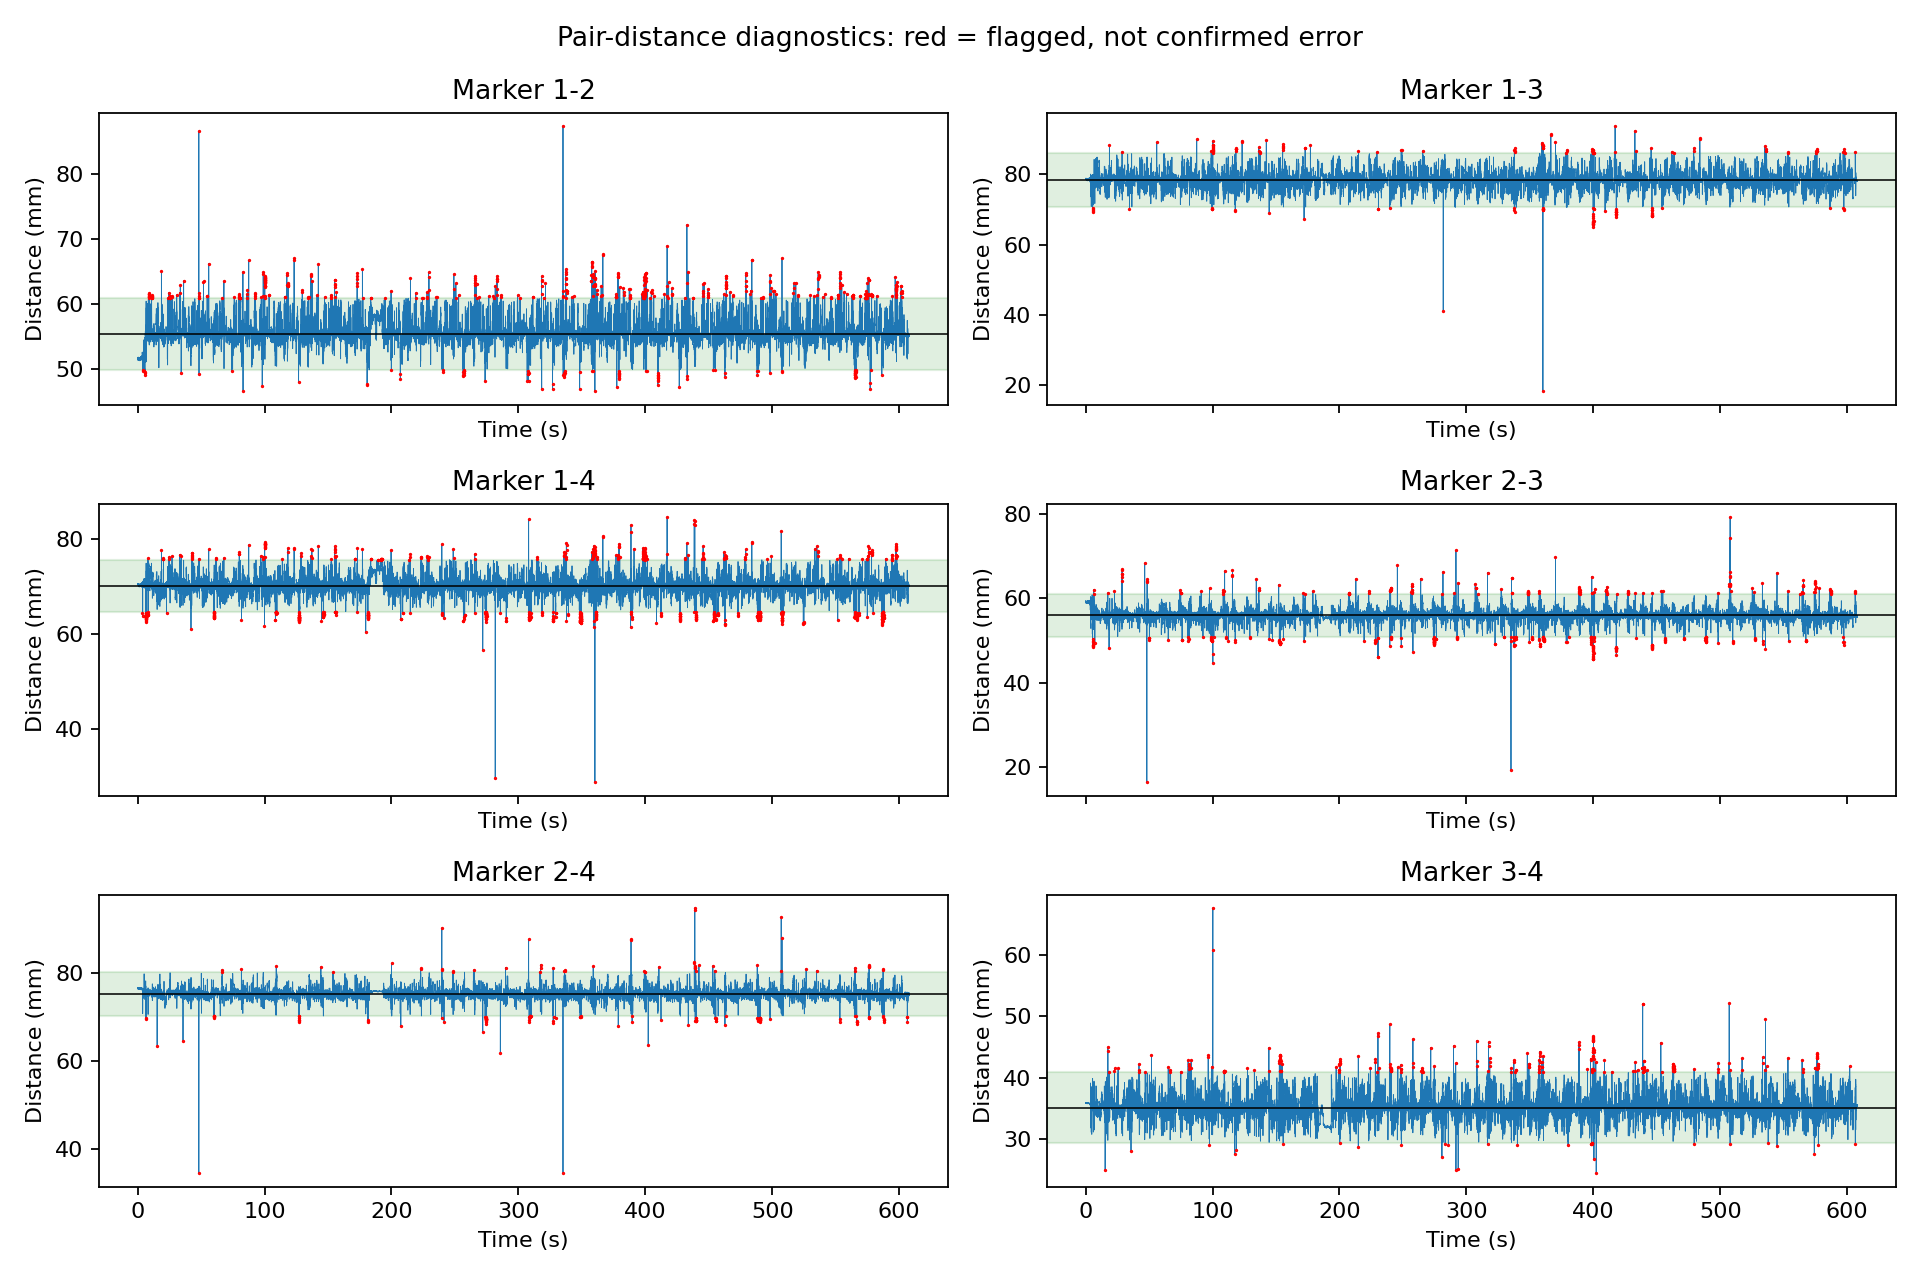 Pair-distance diagnostics: red = flagged, not confirmed error
Marker 1-2
Distance (mm)
80
70
60
50
Time (s)
Marker 1-3
Distance (mm)
80
60
40
20
Time (s)
Marker 1-4
Distance (mm)
80
60
40
Time (s)
Marker 2-3
Distance (mm)
80
60
40
20
Time (s)
Marker 2-4
Distance (mm)
80
60
40
0 100 200 300 400 500 600
Time (s)
Marker 3-4
Distance (mm)
60
50
40
30
0 100 200 300 400 500 600
Time (s)